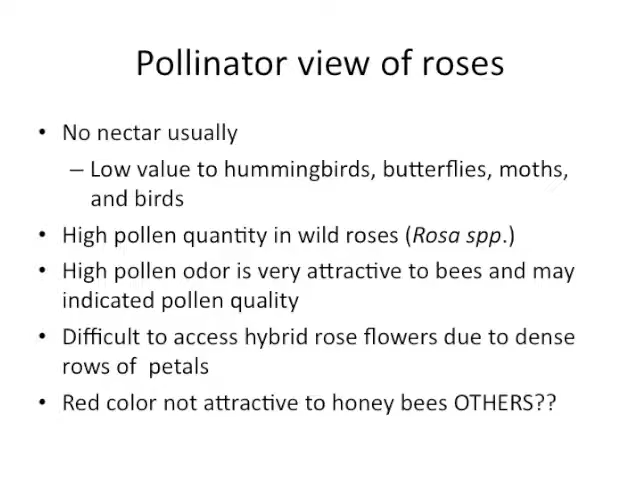 Pollinator view of roses
• No nectar usually
– Low value to hummingbirds, butterflies, moths,
and birds
• High pollen quantity in wild roses (Rosa spp.)
• High pollen odor is very attractive to bees and may
indicated pollen quality
• Difficult to access hybrid rose flowers due to dense
rows of  petals
• Red color not attractive to honey bees OTHERS??